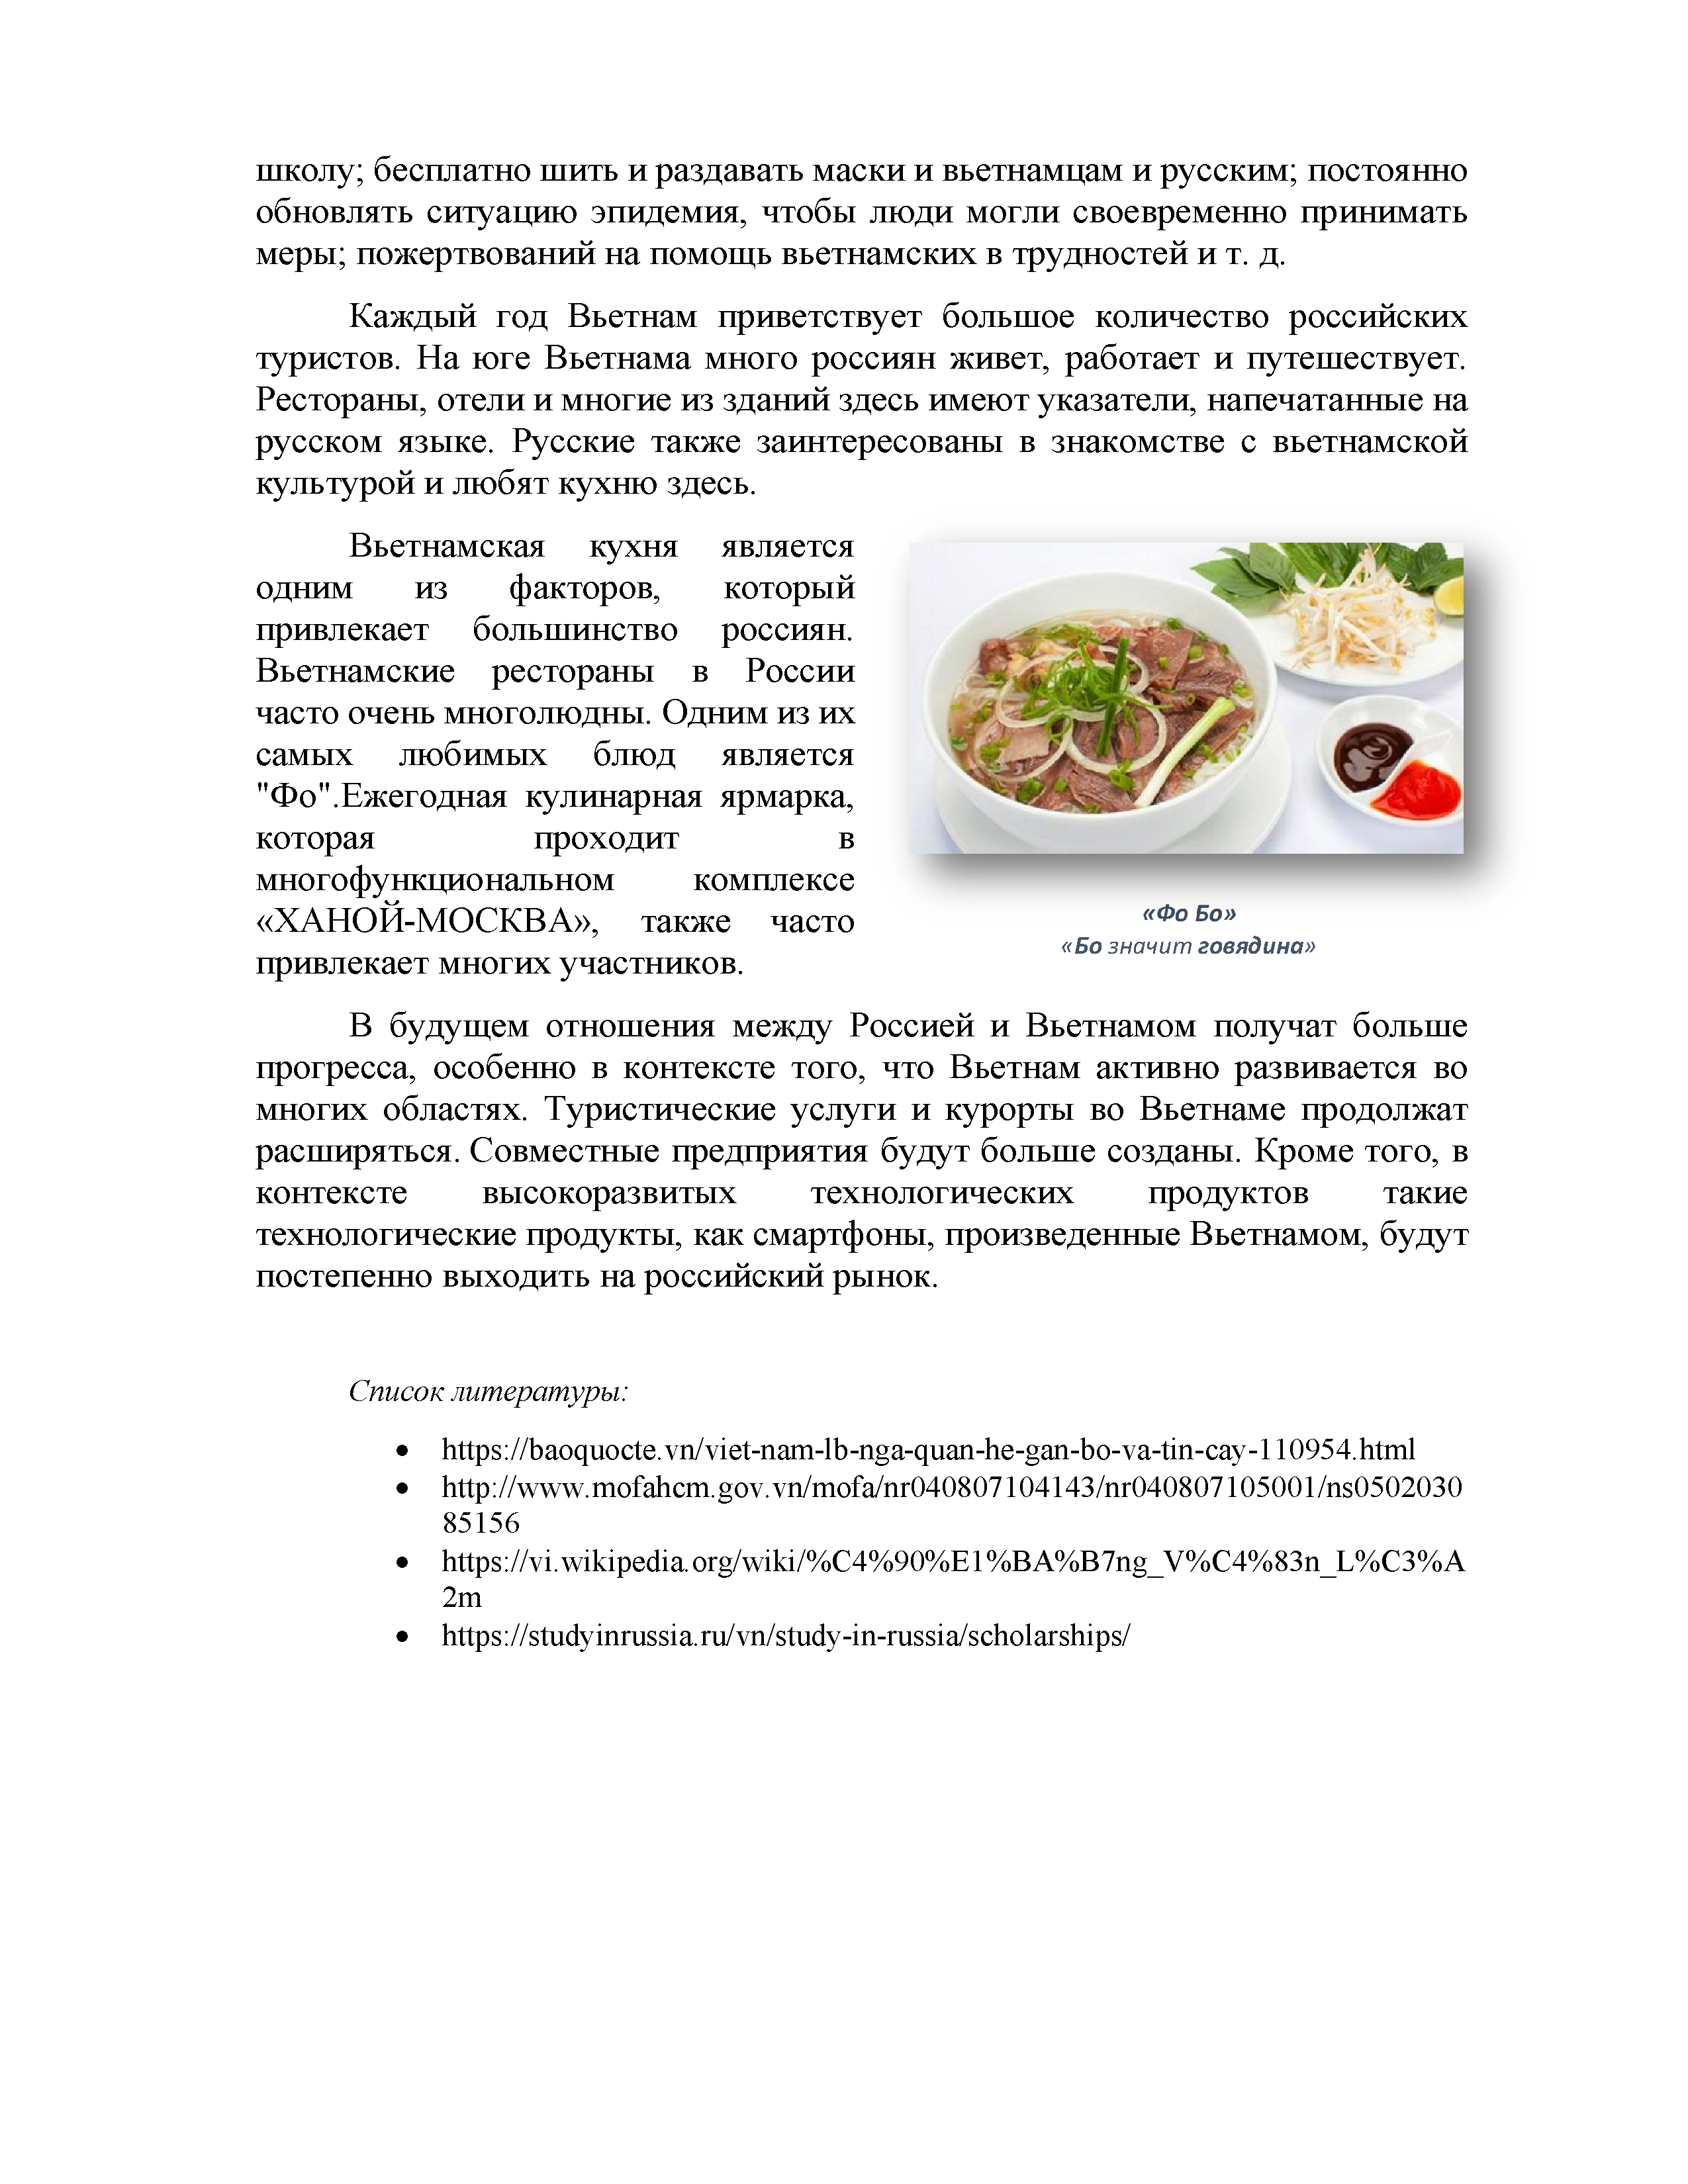 школу; бесплатно шить и раздавать маски и вьетнамцам и русским; постоянно
обновлять ситуацию эпидемия, чтобы люди могли своевременно принимать
меры; пожертвований на помощь вьетнамских в трудностей и т. д.
Каждый год Вьетнам приветствует большое количество российских
туристов. На юге Вьетнама много россиян живет, работает и путешествует.
Рестораны, отели и многие из зданий здесь имеют указатели, напечатанные на
русском языке. Русские также заинтересованы в знакомстве с вьетнамской
культурой и любят кухню здесь.
Вьетнамская кухня является
одним из факторов, который
привлекает большинство россиян.
Вьетнамские рестораны в России
часто очень многолюдны. Одним из их
самых любимых блюд является
"Фо".Ежегодная кулинарная ярмарка,
которая проходит в
многофункциональном комплексе
«ХАНОЙ-МОСКВА», также часто
привлекает многих участников.
«Фо Бо»
«Бо значит говядина»
В будущем отношения между Россией и Вьетнамом получат больше
прогресса, особенно в контексте того, что Вьетнам активно развивается во
многих областях. Туристические услуги и курорты во Вьетнаме продолжат
расширяться. Совместные предприятия будут больше созданы. Кроме того, в
контексте высокоразвитых технологических продуктов такие
технологические продукты, как смартфоны, произведенные Вьетнамом, будут
постепенно выходить на российский рынок.
Список литературы:
• https://baoquocte.vn/viet-nam-lb-nga-quan-he-gan-bo-va-tin-cay-110954.html
• http://www.mofahcm.gov.vn/mofa/nr040807104143/nr040807105001/ns0502030
85156
• https://vi.wikipedia.org/wiki/%C4%90%E1%BA%B7ng_V%C4%83n_L%C3%A
2m
• https://studyinrussia.ru/vn/study-in-russia/scholarships/